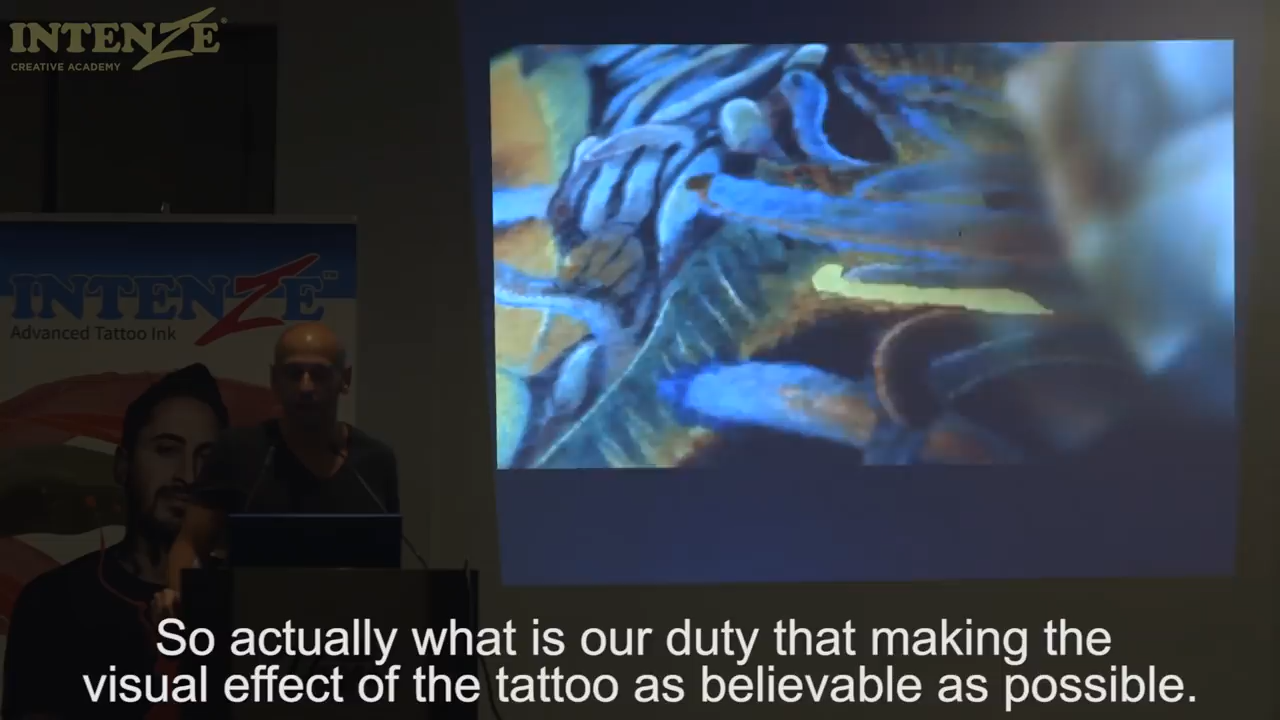 INTENZE
CREATIVE ACADEMY
INTENZE™
Advanced Tattoo Ink
So actually what is our duty that making the
visual effect of the tattoo as believable as possible.